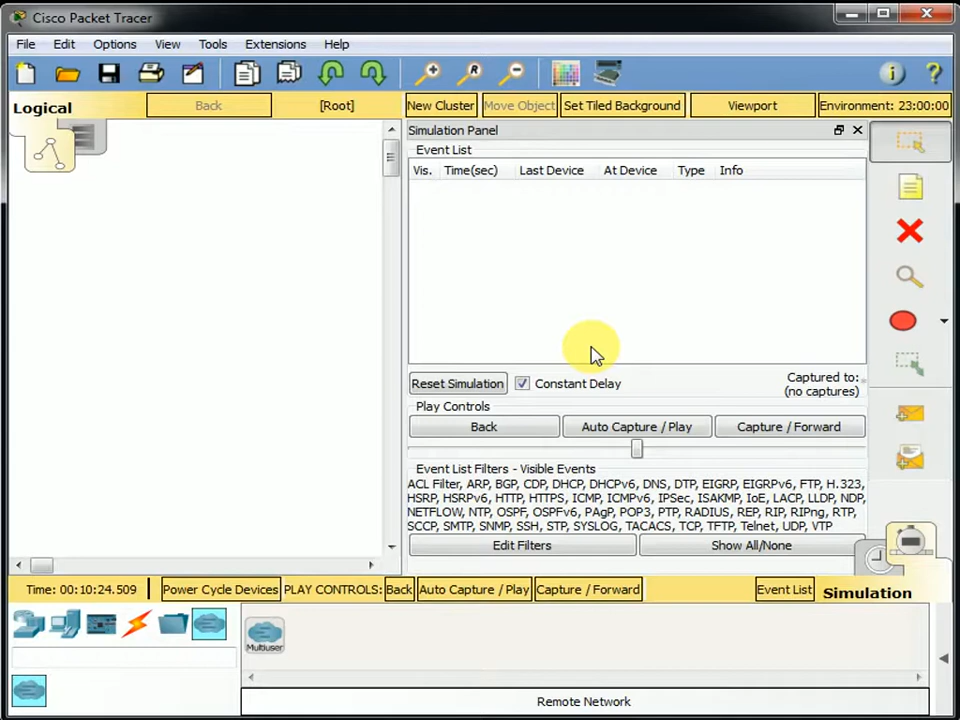 Cisco Packet Tracer
File Edit Options View Tools Extensions Help
Logical Back [Root] New Cluster Move Object Set Tiled Background Viewport Environment: 23:00:00
Simulation Panel
Event List
Vis. Time(sec) Last Device At Device Type Info
Reset Simulation Constant Delay Captured to:
(no captures)
Play Controls
Back Auto Capture / Play Capture / Forward
Event List Filters - Visible Events
ACL Filter, ARP, BGP, CDP, DHCP, DHCPv6, DNS, DTP, EIGRP, EIGRPv6, FTP, H.323,
HSRP, HSRPv6, HTTP, HTTPS, ICMP, ICMPv6, IPSec, ISAKMP, IoE, LACP, LLDP, NDP,
NETFLOW, NTP, OSPF, OSPFv6, PAgP, POP3, PTP, RADIUS, REP, RIP, RIPng, RTP,
SCCP, SMTP, SNMP, SSH, STP, SYSLOG, TACACS, TCP, TFTP, Telnet, UDP, VTP
Edit Filters Show All/None
Time: 00:10:24.509 Power Cycle Devices PLAY CONTROLS: Back Auto Capture / Play Capture / Forward Event List Simulation
Multiuser
Remote Network